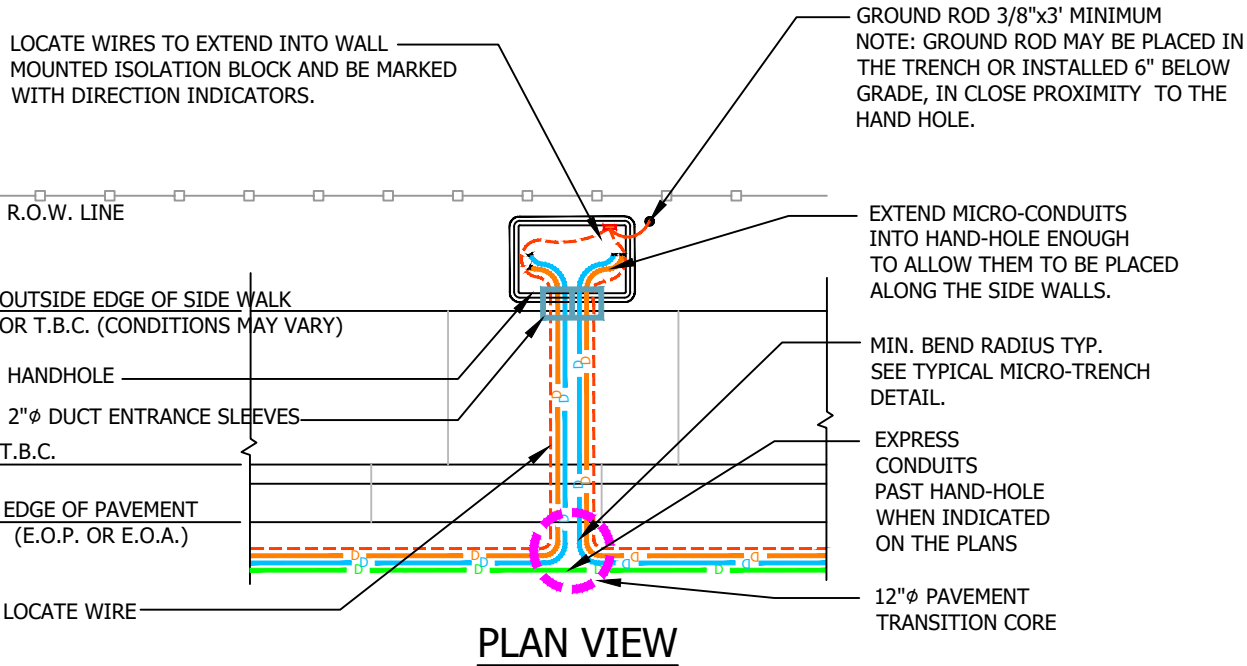 LOCATE WIRES TO EXTEND INTO WALL
MOUNTED ISOLATION BLOCK AND BE MARKED
WITH DIRECTION INDICATORS.
GROUND ROD 3/8"x3' MINIMUM
NOTE: GROUND ROD MAY BE PLACED IN
THE TRENCH OR INSTALLED 6" BELOW
GRADE, IN CLOSE PROXIMITY TO THE
HAND HOLE.
R.O.W. LINE
EXTEND MICRO-CONDUITS
INTO HAND-HOLE ENOUGH
TO ALLOW THEM TO BE PLACED
ALONG THE SIDE WALLS.
OUTSIDE EDGE OF SIDE WALK
OR T.B.C. (CONDITIONS MAY VARY)
HANDHOLE
2"ϕ DUCT ENTRANCE SLEEVES
T.B.C.
EDGE OF PAVEMENT
(E.O.P. OR E.O.A.)
MIN. BEND RADIUS TYP.
SEE TYPICAL MICRO-TRENCH
DETAIL.
EXPRESS
CONDUITS
PAST HAND-HOLE
WHEN INDICATED
ON THE PLANS
D D
D D
D D
D D D D
D D D D
D D D
LOCATE WIRE
12"ϕ PAVEMENT
TRANSITION CORE
PLAN VIEW